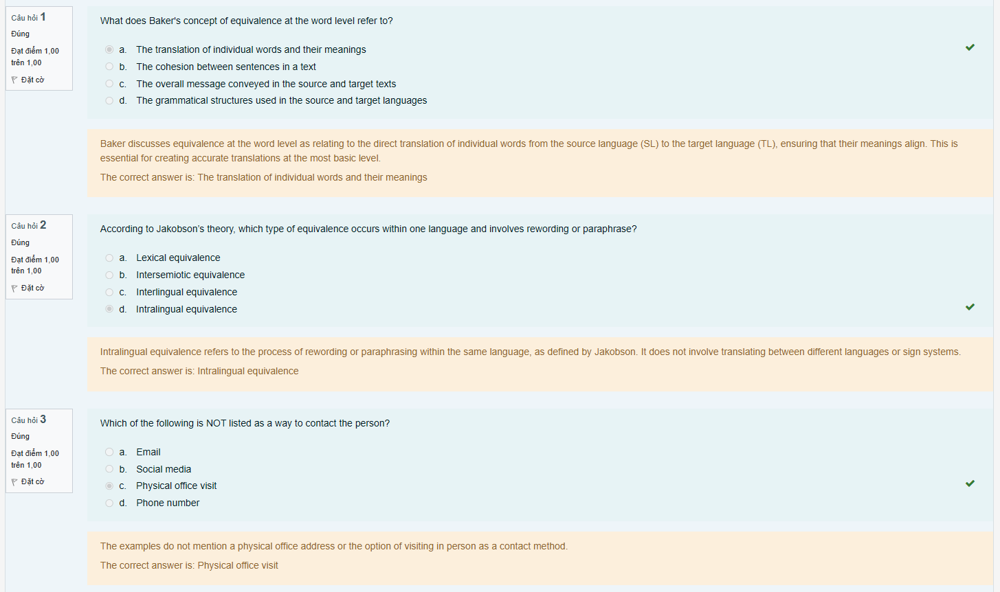 Câu hỏi 1
Đúng
Đạt điểm 1,00
trên 1,00
Đặt cờ
What does Baker's concept of equivalence at the word level refer to?
a. The translation of individual words and their meanings
b. The cohesion between sentences in a text
c. The overall message conveyed in the source and target texts
d. The grammatical structures used in the source and target languages
Baker discusses equivalence at the word level as relating to the direct translation of individual words from the source language (SL) to the target language (TL), ensuring that their meanings align. This is
essential for creating accurate translations at the most basic level.
The correct answer is: The translation of individual words and their meanings
Câu hỏi 2
Đúng
Đạt điểm 1,00
trên 1,00
Đặt cờ
According to Jakobson’s theory, which type of equivalence occurs within one language and involves rewording or paraphrase?
a. Lexical equivalence
b. Intersemiotic equivalence
c. Interlingual equivalence
d. Intralingual equivalence
Intralingual equivalence refers to the process of rewording or paraphrasing within the same language, as defined by Jakobson. It does not involve translating between different languages or sign systems.
The correct answer is: Intralingual equivalence
Câu hỏi 3
Đúng
Đạt điểm 1,00
trên 1,00
Đặt cờ
Which of the following is NOT listed as a way to contact the person?
a. Email
b. Social media
c. Physical office visit
d. Phone number
The examples do not mention a physical office address or the option of visiting in person as a contact method.
The correct answer is: Physical office visit